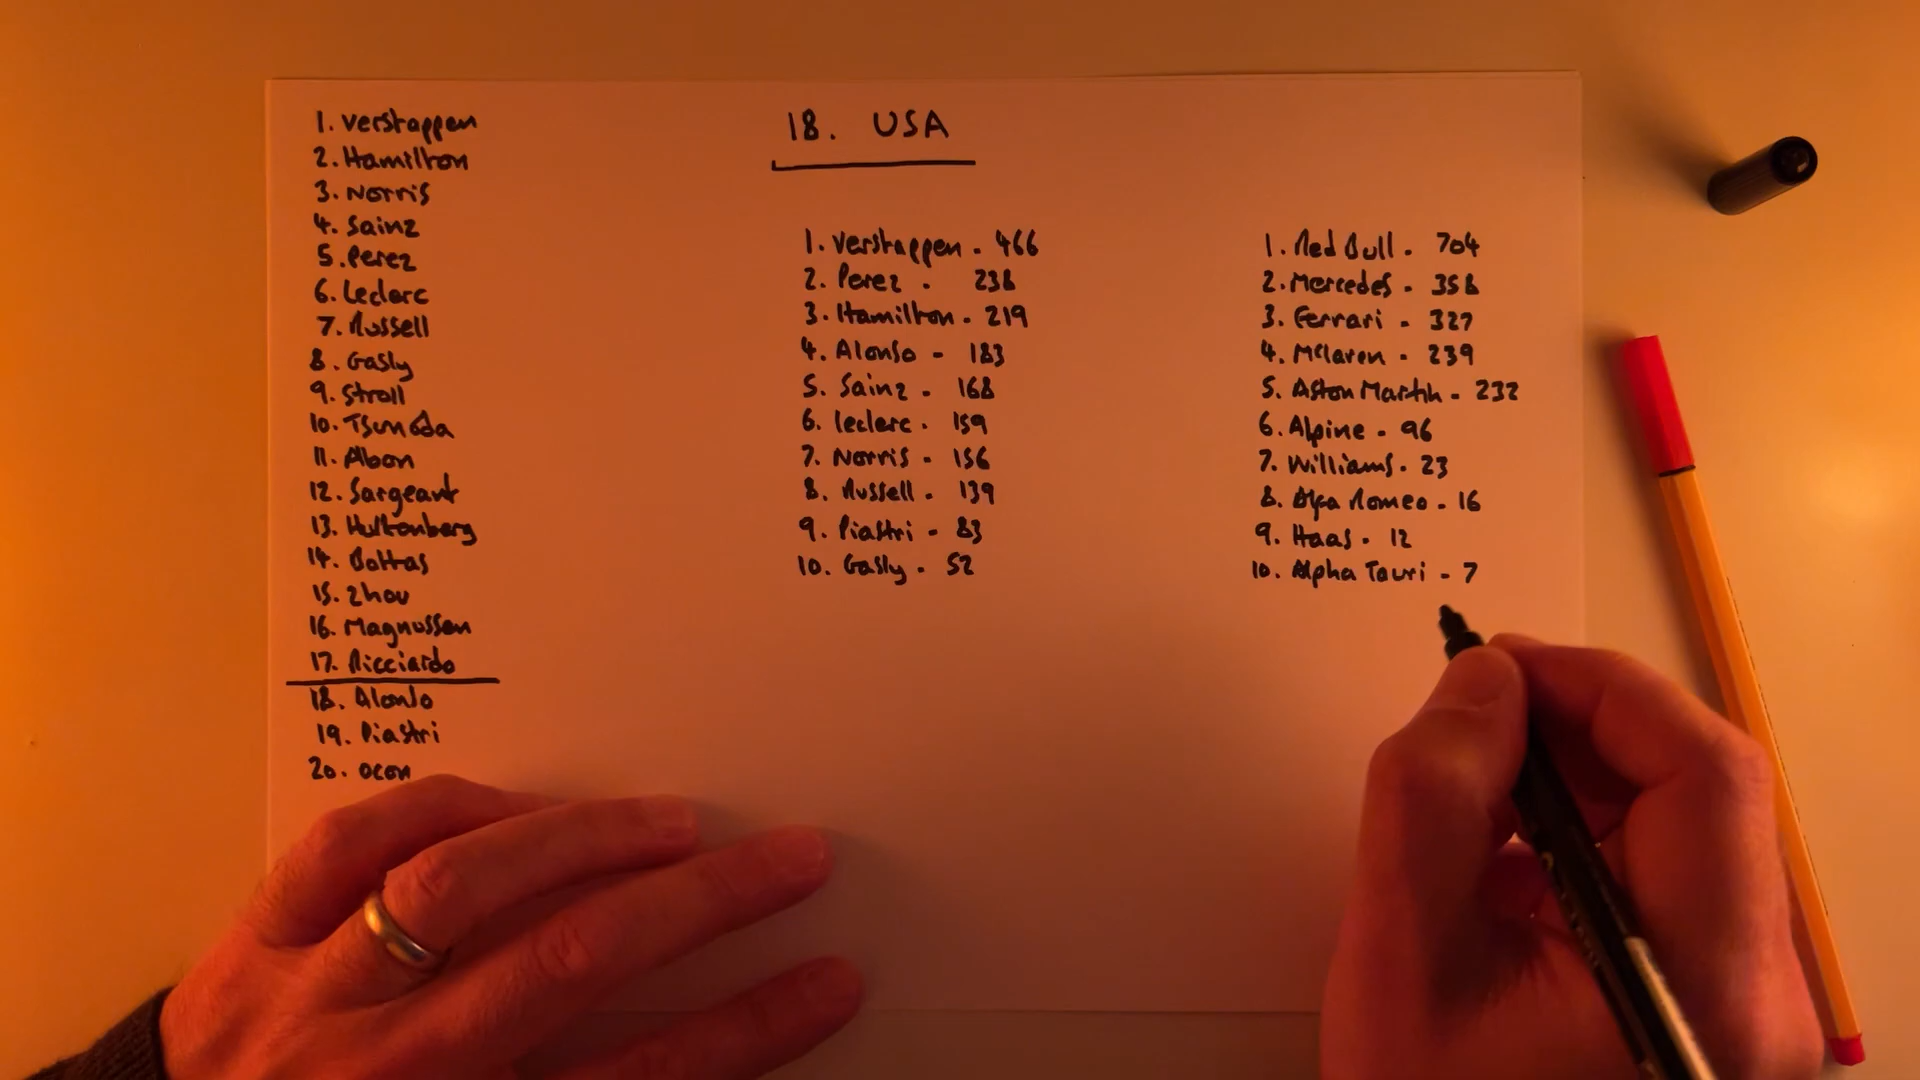 1. Verstappen
2. Hamilton
3. Norris
4. Sainz
5. Perez
6. Leclerc
7. Russell
8. Gasly
9. Stroll
10. Tsunoda
11. Albon
12. Sargeant
13. Hulkenberg
14. Bottas
15. Zhou
16. Magnussen
17. Ricciardo
18. Alonso
19. Piastri
20. Ocon
18. USA
1. Verstappen - 466
2. Perez - 238
3. Hamilton - 219
4. Alonso - 183
5. Sainz - 168
6. Leclerc - 159
7. Norris - 156
8. Russell - 139
9. Piastri - 83
10. Gasly - 52
1. Red Bull - 704
2. Mercedes - 358
3. Ferrari - 327
4. Mclaren - 239
5. Aston Martin - 232
6. Alpine - 96
7. Williams - 23
8. Alfa Romeo - 16
9. Haas - 12
10. Alpha Tauri - 7